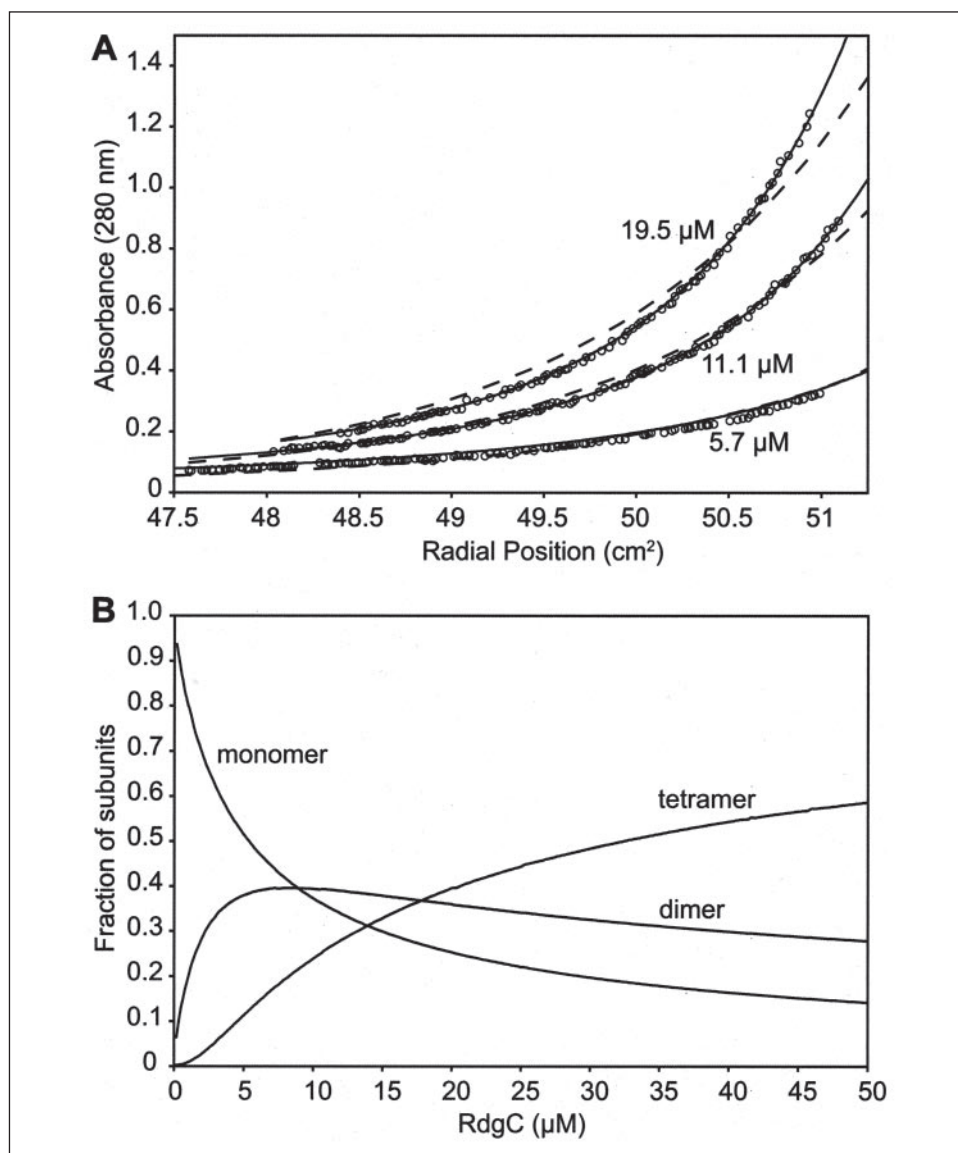 A
1.4
1.2
1.0
0.8
0.6
0.4
0.2
0
Absorbance (280 nm)
19.5 µM
11.1 µM
5.7 µM
47.5 48 48.5 49 49.5 50 50.5 51
Radial Position (cm²)
B
1.0
0.9
0.8
0.7
0.6
0.5
0.4
0.3
0.2
0.1
0
Fraction of subunits
monomer
tetramer
dimer
0 5 10 15 20 25 30 35 40 45 50
RdgC (µM)